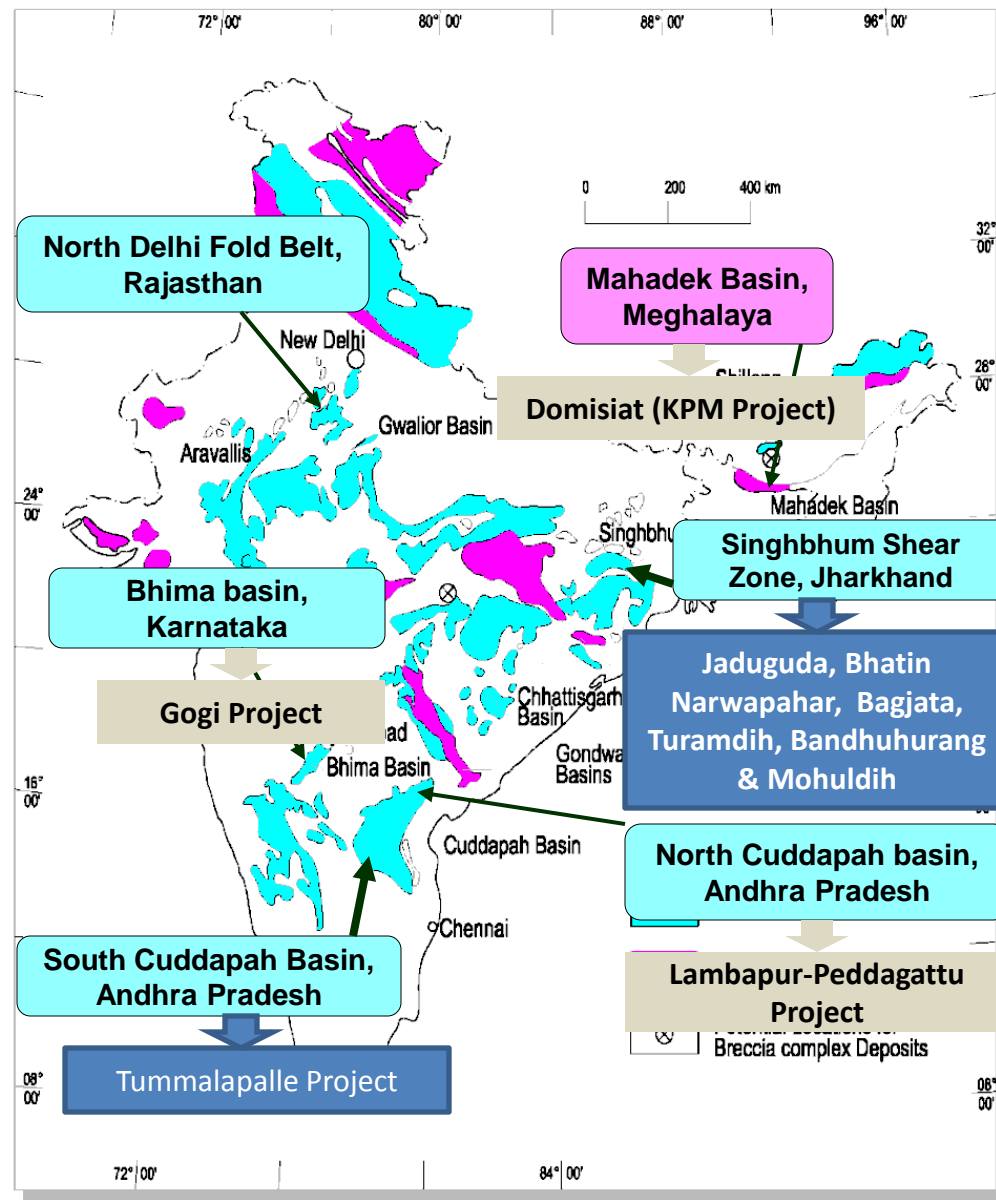 72° 00'
80° 00'
88° 00'
96° 00'
0 200 400 km
32° 00'
North Delhi Fold Belt,
Rajasthan
Mahadek Basin,
Meghalaya
New Delhi
28° 00'
Domisiat (KPM Project)
Gwalior Basin
Aravallis
24° 00'
Mahadek Basin
Singhbhum Shear
Zone, Jharkhand
Bhima basin,
Karnataka
Jaduguda, Bhatin
Narwapahar, Bagjata,
Turamdih, Bandhuhurang
& Mohuldih
Gogi Project
Chhattisgarh
Basin
Bhima Basin
Basins
16° 00'
Cuddapah Basin
North Cuddapah basin,
Andhra Pradesh
Chennai
South Cuddapah Basin,
Andhra Pradesh
Lambapur-Peddagattu
Project
Breccia complex Deposits
Tummalapalle Project
08° 00'
08° 00'
72° 00'
84° 00'